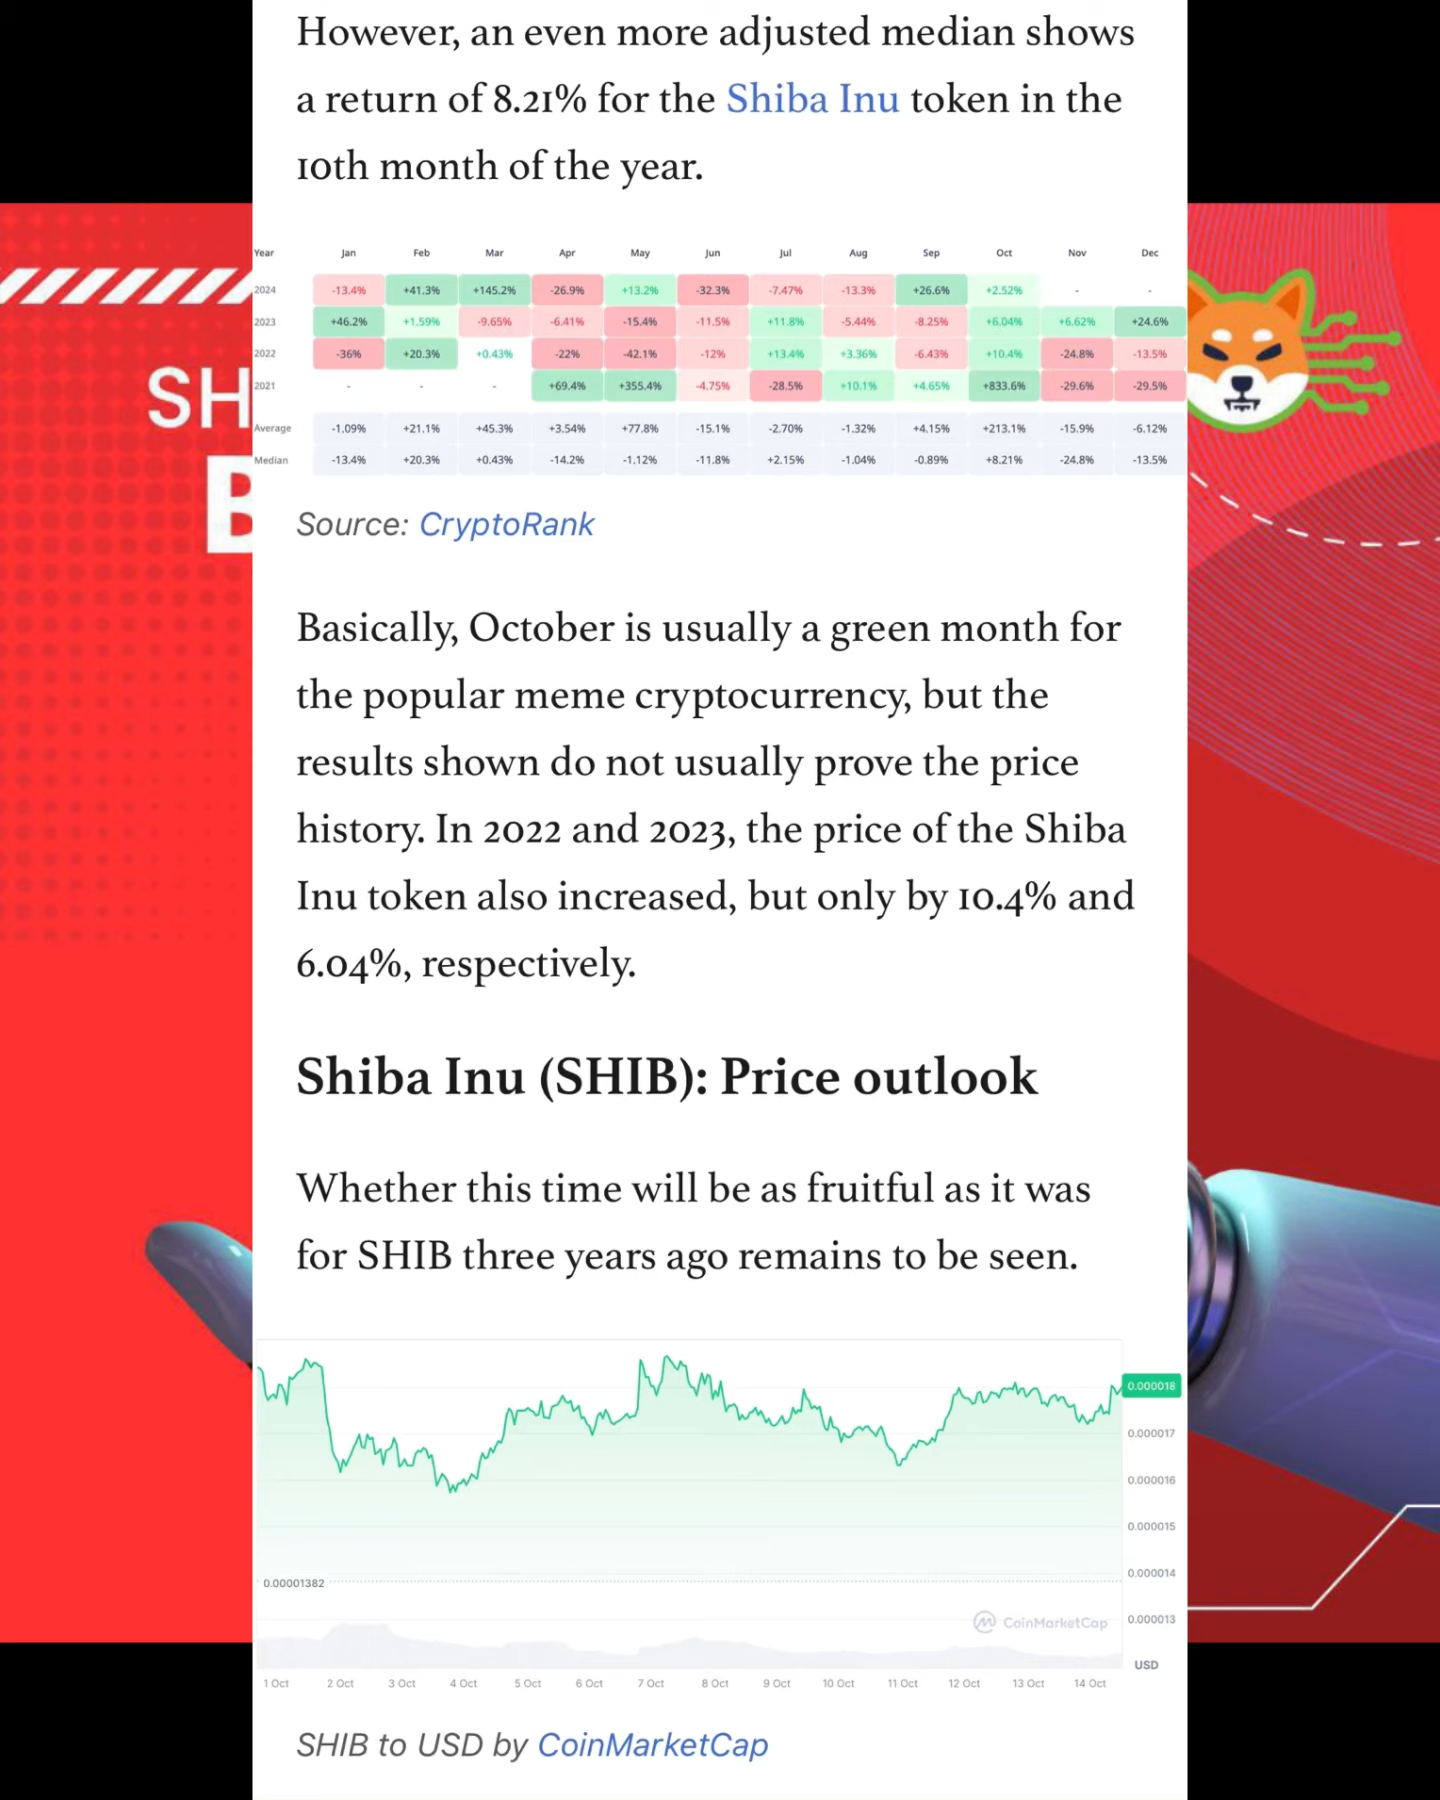 However, an even more adjusted median shows
a return of 8.21% for the Shiba Inu token in the
10th month of the year.
Year Jan Feb Mar Apr May Jun Jul Aug Sep Oct Nov Dec
2024 -13.4% +41.3% +145.2% -26.9% +13.2% -32.3% -7.47% -13.3% +26.6% +2.52% - -
2023 +46.2% +1.59% -9.65% -6.41% -15.4% -11.5% +11.8% -5.44% -8.25% +6.04% +6.62% +24.6%
2022 -36% +20.3% +0.43% -22% -42.1% -12% +13.4% +3.36% -6.43% +10.4% -24.8% -13.5%
2021 - - - +69.4% +355.4% -4.75% -28.5% +10.1% +4.65% +833.6% -29.6% -29.5%
Average -1.09% +21.1% +45.3% +3.54% +77.8% -15.1% -2.70% -1.32% +4.15% +213.1% -15.9% -6.12%
Median -13.4% +20.3% +0.43% -14.2% -1.12% -11.8% +2.15% -1.04% -0.89% +8.21% -24.8% -13.5%
SH
B
Source: CryptoRank
Basically, October is usually a green month for
the popular meme cryptocurrency, but the
results shown do not usually prove the price
history. In 2022 and 2023, the price of the Shiba
Inu token also increased, but only by 10.4% and
6.04%, respectively.
Shiba Inu (SHIB): Price outlook
Whether this time will be as fruitful as it was
for SHIB three years ago remains to be seen.
0.000018
0.000017
0.000016
0.000015
0.000014
0.00001382
0.000013
CoinMarketCap
USD
1 Oct 2 Oct 3 Oct 4 Oct 5 Oct 6 Oct 7 Oct 8 Oct 9 Oct 10 Oct 11 Oct 12 Oct 13 Oct 14 Oct
SHIB to USD by CoinMarketCap